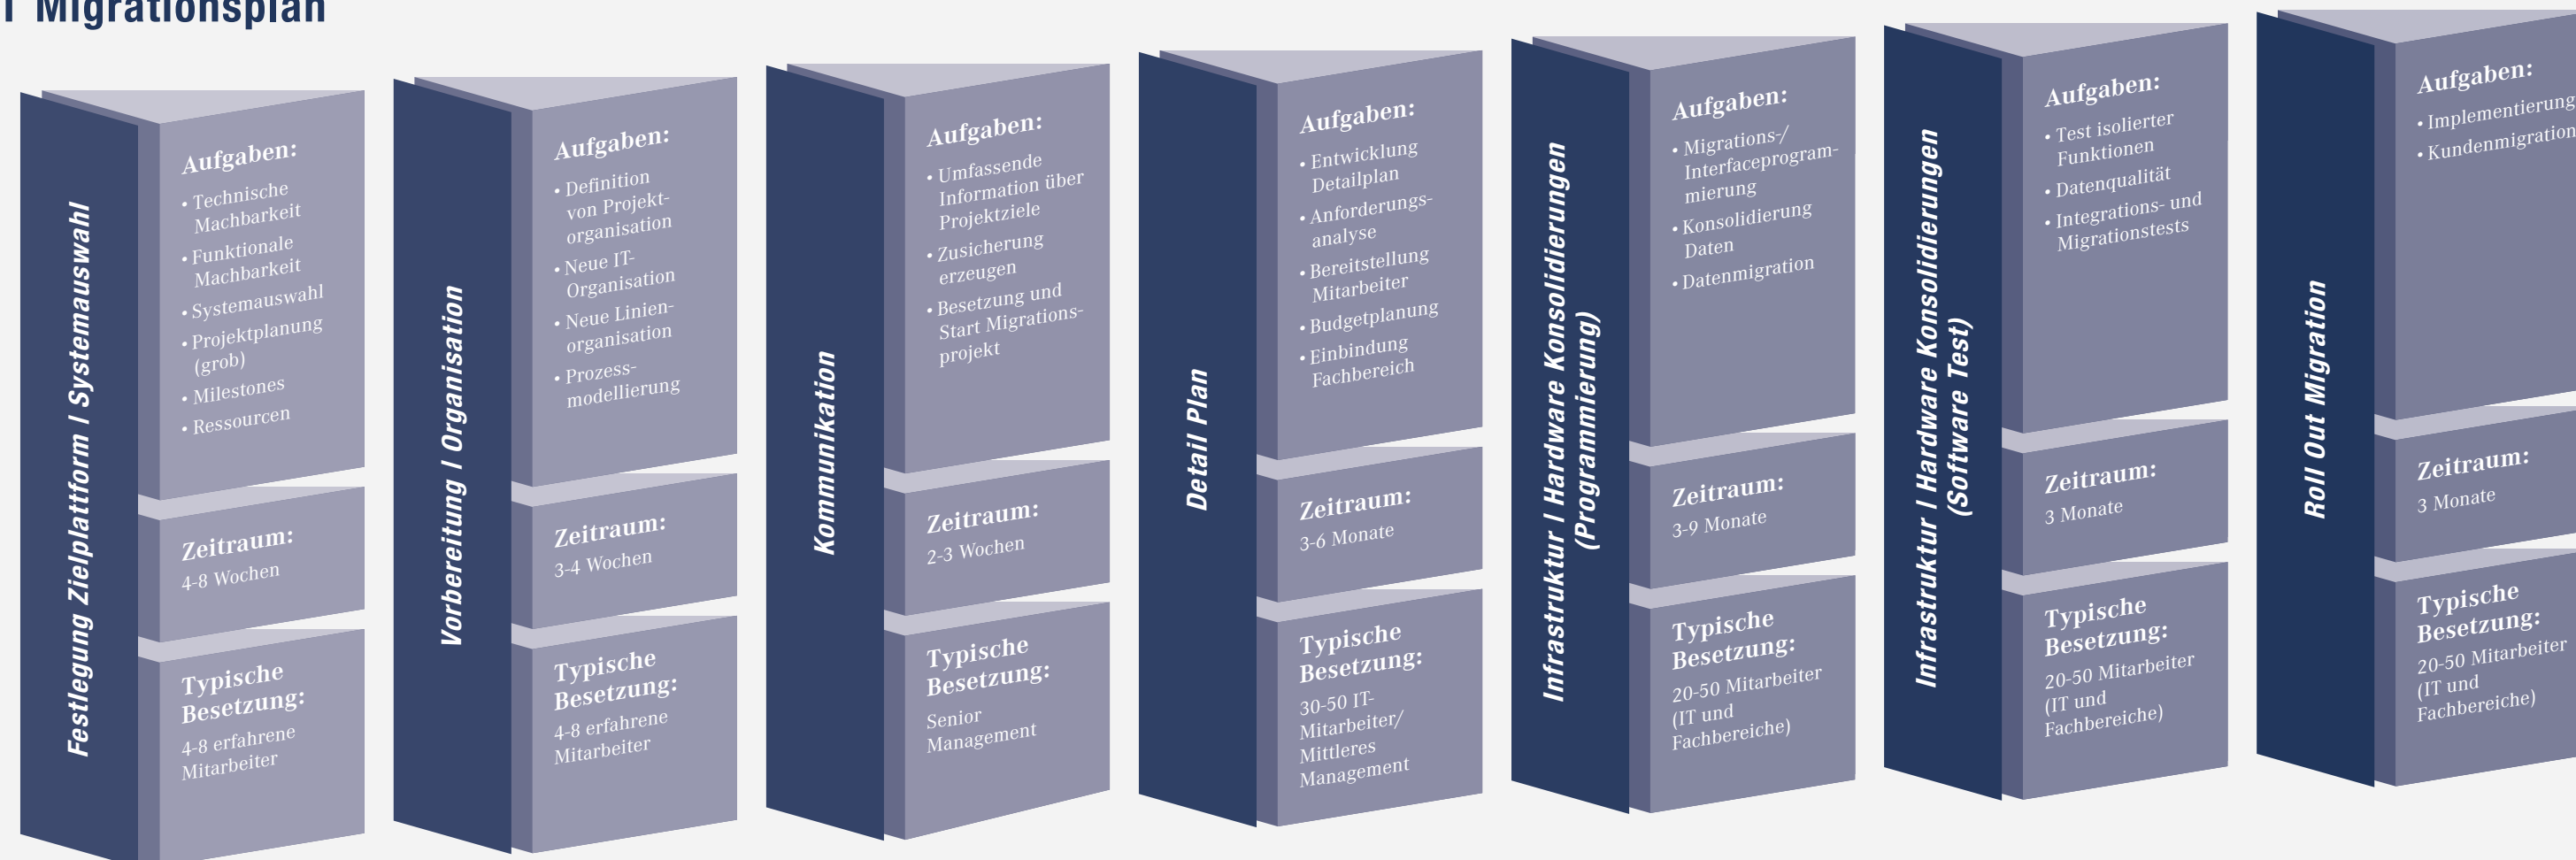 Migrationsplan
Festlegung Zielplattform / Systemauswahl
Aufgaben:
• Technische
Machbarkeit
• Funktionale
Machbarkeit
• Systemauswahl
• Projektplanung
(grob)
• Milestones
• Ressourcen
Zeitraum:
4-8 Wochen
Typische
Besetzung:
4-8 erfahrene
Mitarbeiter
Vorbereitung / Organisation
Aufgaben:
• Definition
von Projekt-
organisation
• Neue IT-
Organisation
• Neue Linien-
organisation
• Prozess-
modellierung
Zeitraum:
3-4 Wochen
Typische
Besetzung:
4-8 erfahrene
Mitarbeiter
Kommunikation
Aufgaben:
• Umfassende
Information über
Projektziele
• Zusicherung
erzeugen
• Besetzung und
Start Migrations-
projekt
Zeitraum:
2-3 Wochen
Typische
Besetzung:
Senior
Management
Detail Plan
Aufgaben:
• Entwicklung
Detailplan
• Anforderungs-
analyse
• Bereitstellung
Mitarbeiter
• Budgetplanung
• Einbindung
Fachbereich
Zeitraum:
3-6 Monate
Typische
Besetzung:
30-50 IT-
Mitarbeiter/
Mittleres
Management
Infrastruktur / Hardware Konsolidierungen
(Programmierung)
Aufgaben:
• Migrations-/
Interfaceprogram-
mierung
• Konsolidierung
Daten
• Datenmigration
Zeitraum:
3-9 Monate
Typische
Besetzung:
20-50 Mitarbeiter
(IT und
Fachbereiche)
Infrastruktur / Hardware Konsolidierungen
(Software Test)
Aufgaben:
• Test isolierter
Funktionen
• Datenqualität
• Integrations- und
Migrationstests
Zeitraum:
3 Monate
Typische
Besetzung:
20-50 Mitarbeiter
(IT und
Fachbereiche)
Roll Out Migration
Aufgaben:
• Implementierung
• Kundenmigration
Zeitraum:
3 Monate
Typische
Besetzung:
20-50 Mitarbeiter
(IT und
Fachbereiche)